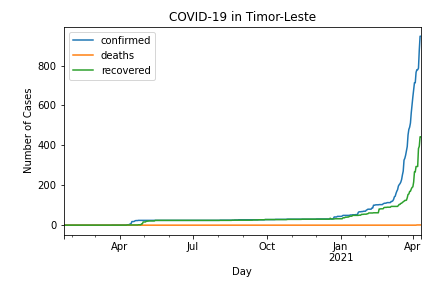 COVID-19 in Timor-Leste
confirmed
deaths
recovered
Number of Cases
800
600
400
200
0
Apr
Jul
Oct
Jan
2021
Apr
Day